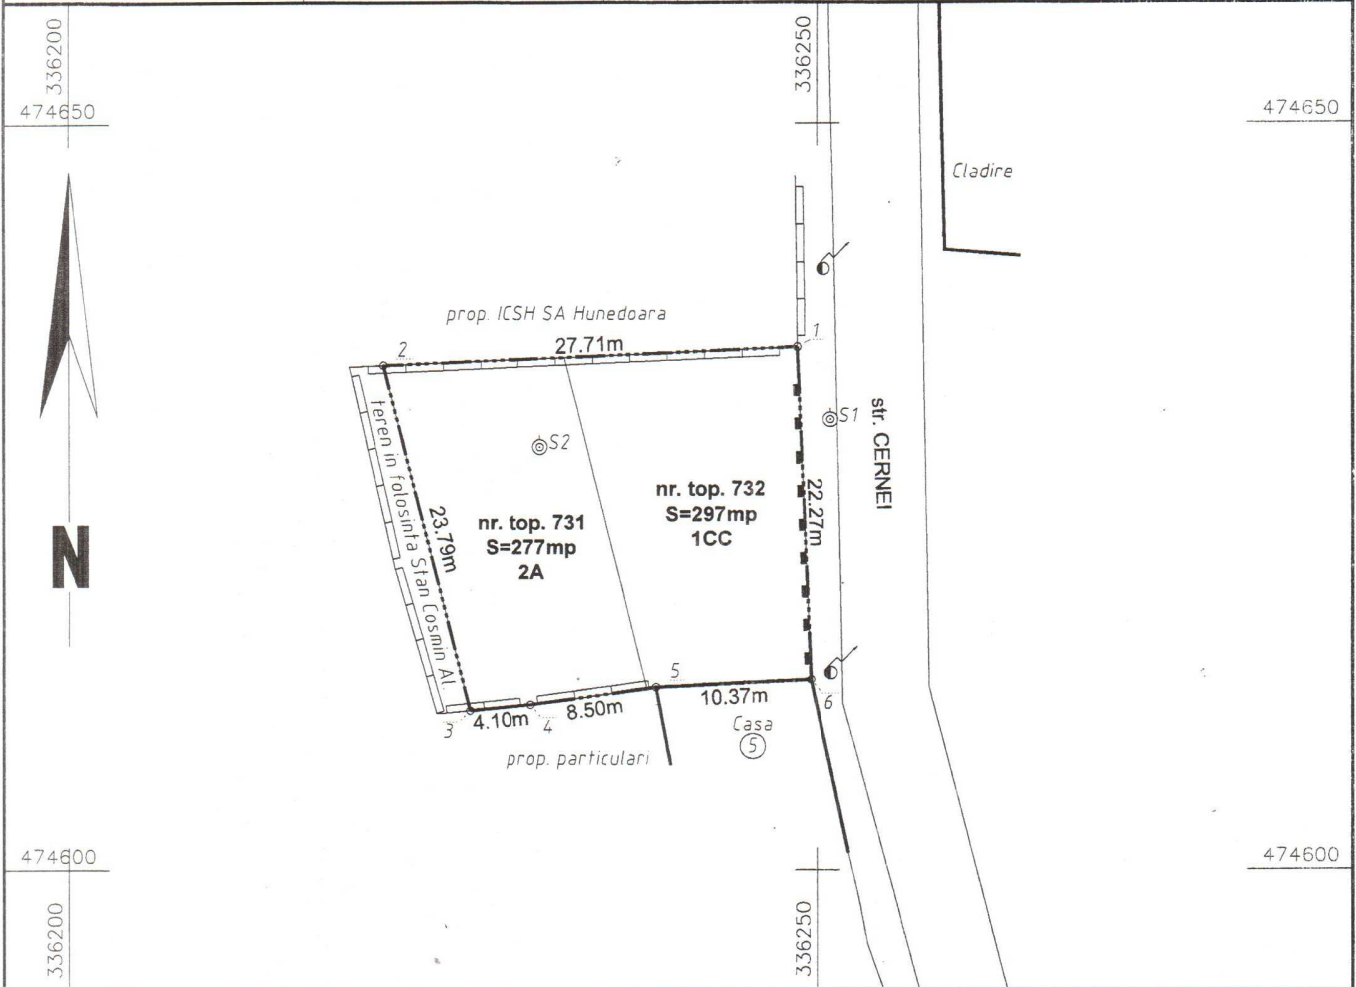 336200
336250
474650
474650
Cladire
prop. ICSH SA Hunedoara
27.71m
2
1
teren in folosinta Stan Cosmin Al.
S2
S1
str. CERNEI
23.79m
nr. top. 731
S=277mp
2A
nr. top. 732
S=297mp
1CC
22.27m
N
3
4.10m
4
8.50m
5
10.37m
6
Casa
5
prop. particulari
474600
474600
336200
336250